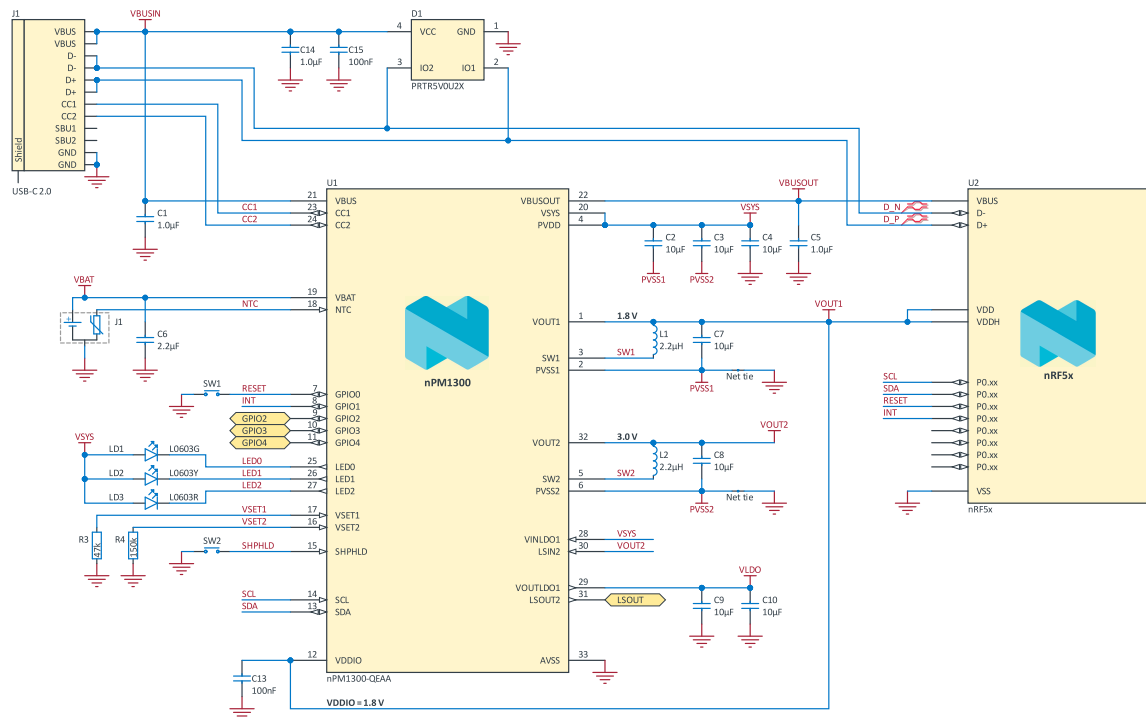 J1
VBUSIN
D1
VBUS
VBUS
D-
D-
D+
D+
CC1
CC2
SBU1
SBU2
GND
GND
Shield
USB-C 2.0
C14
1.0µF
C15
100nF
4
VCC
GND
1
3
IO2
IO1
2
PRTR5V0U2X
U1
21
VBUS
CC1
23
CC1
CC2
24
CC2
C1
1.0µF
VBUSOUT
22
VSYS
20
PVDD
4
VSYS
VBUSOUT
C2
10µF
C3
10µF
C4
10µF
C5
1.0µF
PVSS1
PVSS2
U2
VBUS
D_N
D-
D_P
D+
VBAT
19
VBAT
NTC
18
NTC
J1
C6
2.2µF
nPM1300
VOUT1
1
1.8 V
VOUT1
L1
2.2µH
C7
10µF
SW1
3
SW1
PVSS1
2
PVSS1
Net tie
VDD
VDDH
nRF5x
SW1
RESET
7
GPIO0
INT
8
GPIO1
GPIO2
9
GPIO2
GPIO3
10
GPIO3
GPIO4
11
GPIO4
SCL
P0.xx
SDA
P0.xx
RESET
P0.xx
INT
P0.xx
P0.xx
P0.xx
P0.xx
P0.xx
VSS
nRF5x
VSYS
LD1
L0603G
LED0
25
LED0
LD2
L0603Y
LED1
26
LED1
LD3
L0603R
LED2
27
LED2
VOUT2
32
3.0 V
VOUT2
L2
2.2µH
C8
10µF
SW2
5
SW2
PVSS2
6
PVSS2
Net tie
VSET1
17
VSET1
VSET2
16
VSET2
R3
47k
R4
150k
SW2
SHPHLD
15
SHPHLD
VINLDO1
28
VSYS
LSIN2
30
VOUT2
VOUTLDO1
29
VLDO
LSOUT2
31
LSOUT
C9
10µF
C10
10µF
SCL
14
SCL
SDA
13
SDA
12
VDDIO
AVSS
33
C13
100nF
nPM1300-QEAA
VDDIO = 1.8 V